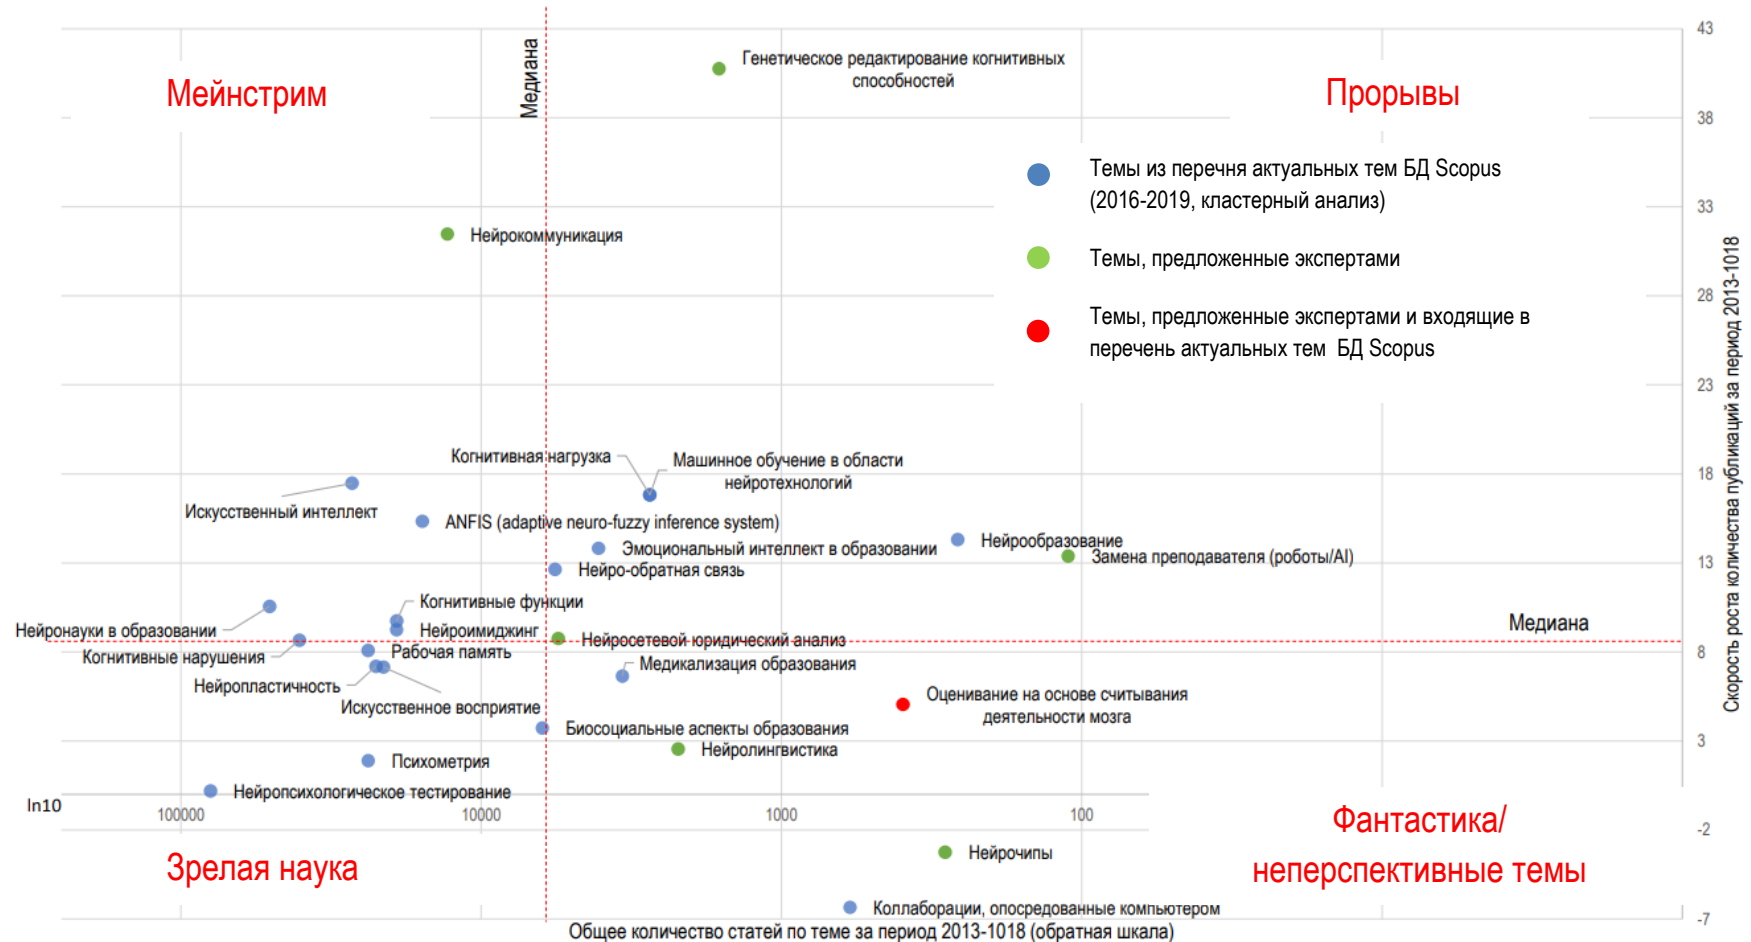 43
Медиана
Генетическое редактирование когнитивных
способностей
Мейнстрим
Прорывы
38
Темы из перечня актуальных тем БД Scopus
(2016-2019, кластерный анализ)
33
Нейрокоммуникация
Темы, предложенные экспертами
28
Темы, предложенные экспертами и входящие в
перечень актуальных тем БД Scopus
23
Скорость роста количества публикаций за период 2013-1018
Когнитивная нагрузка
Машинное обучение в области
нейротехнологий
18
Искусственный интеллект
ANFIS (adaptive neuro-fuzzy inference system)
Эмоциональный интеллект в образовании
Нейрообразование
Замена преподавателя (роботы/AI)
13
Нейро-обратная связь
Когнитивные функции
Нейронауки в образовании
Нейроимиджинг
Медиана
Нейросетевой юридический анализ
Когнитивные нарушения
Рабочая память
8
Медикализация образования
Нейропластичность
Искусственное восприятие
Оценивание на основе считывания
деятельности мозга
Биосоциальные аспекты образования
Нейролингвистика
3
Психометрия
Нейропсихологическое тестирование
ln10
100000
10000
1000
100
-2
Фантастика/
неперспективные темы
Зрелая наука
Нейрочипы
Коллаборации, опосредованные компьютером
-7
Общее количество статей по теме за период 2013-1018 (обратная шкала)